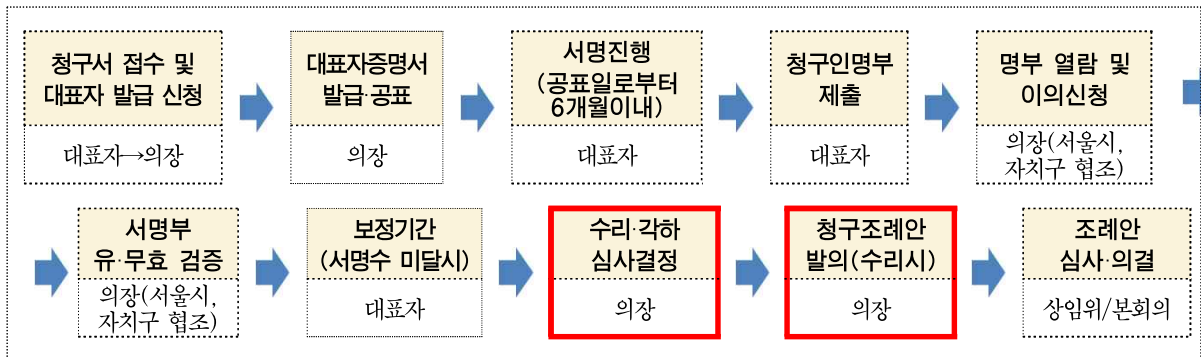 청구서 접수 및
대표자 발급 신청
대표자→의장
대표자증명서
발급·공표
의장
서명진행
(공표일로부터
6개월이내)
대표자
청구인명부
제출
대표자
명부 열람 및
이의신청
의장(서울시,
자치구 협조)
서명부
유·무효 검증
의장(서울시,
자치구 협조)
보정기간
(서명수 미달시)
대표자
수리·각하
심사결정
의장
청구조례안
발의(수리시)
의장
조례안
심사·의결
상임위/본회의